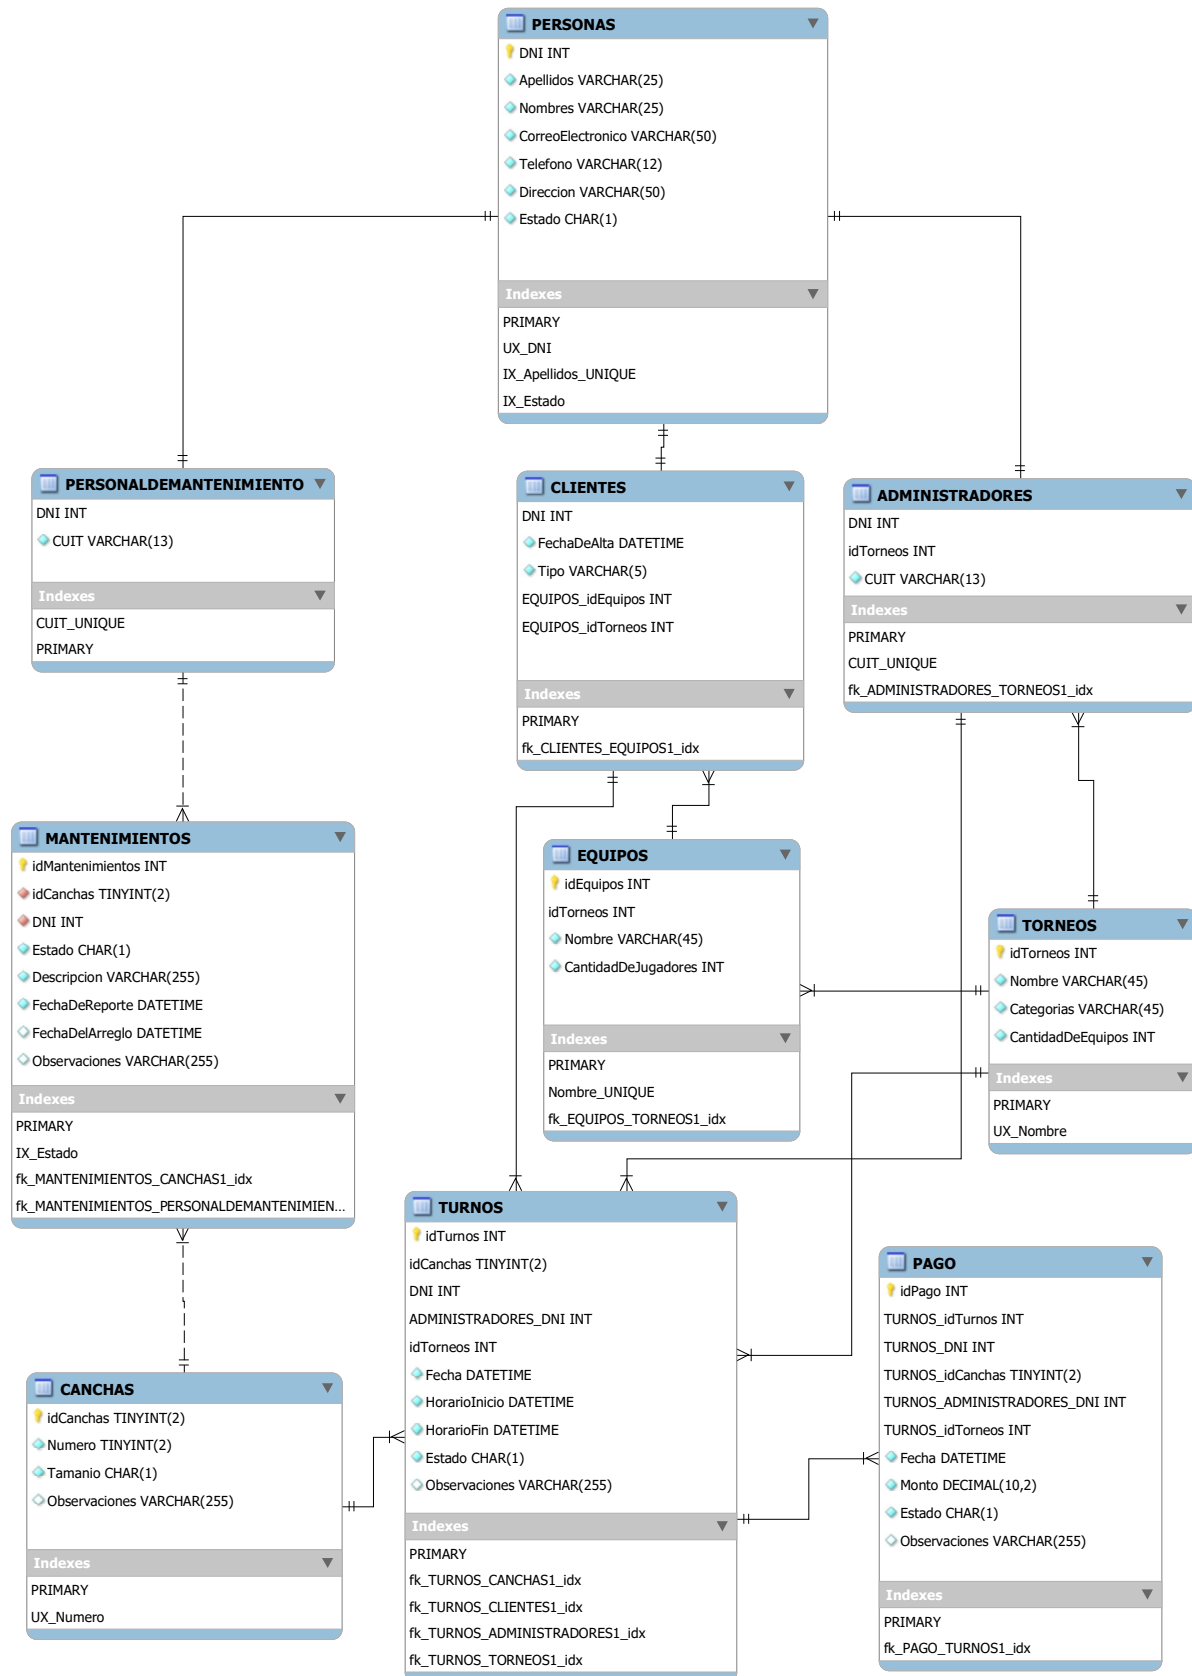 PERSONAS
DNI INT
Apellidos VARCHAR(25)
Nombres VARCHAR(25)
CorreoElectronico VARCHAR(50)
Telefono VARCHAR(12)
Direccion VARCHAR(50)
Estado CHAR(1)
Indexes
PRIMARY
UX_DNI
IX_Apellidos_UNIQUE
IX_Estado
PERSONALDEMANTENIMIENTO
DNI INT
CUIT VARCHAR(13)
Indexes
CUIT_UNIQUE
PRIMARY
CLIENTES
DNI INT
FechaDeAlta DATETIME
Tipo VARCHAR(5)
EQUIPOS_idEquipos INT
EQUIPOS_idTorneos INT
Indexes
PRIMARY
fk_CLIENTES_EQUIPOS1_idx
ADMINISTRADORES
DNI INT
idTorneos INT
CUIT VARCHAR(13)
Indexes
PRIMARY
CUIT_UNIQUE
fk_ADMINISTRADORES_TORNEOS1_idx
MANTENIMIENTOS
idMantenimientos INT
idCanchas TINYINT(2)
DNI INT
Estado CHAR(1)
Descripcion VARCHAR(255)
FechaDeReporte DATETIME
FechaDelArreglo DATETIME
Observaciones VARCHAR(255)
Indexes
PRIMARY
IX_Estado
fk_MANTENIMIENTOS_CANCHAS1_idx
fk_MANTENIMIENTOS_PERSONALDEMANTENIMIEN...
EQUIPOS
idEquipos INT
idTorneos INT
Nombre VARCHAR(45)
CantidadDeJugadores INT
Indexes
PRIMARY
Nombre_UNIQUE
fk_EQUIPOS_TORNEOS1_idx
TORNEOS
idTorneos INT
Nombre VARCHAR(45)
Categorias VARCHAR(45)
CantidadDeEquipos INT
Indexes
PRIMARY
UX_Nombre
TURNOS
idTurnos INT
idCanchas TINYINT(2)
DNI INT
ADMINISTRADORES_DNI INT
idTorneos INT
Fecha DATETIME
HorarioInicio DATETIME
HorarioFin DATETIME
Estado CHAR(1)
Observaciones VARCHAR(255)
Indexes
PRIMARY
fk_TURNOS_CANCHAS1_idx
fk_TURNOS_CLIENTES1_idx
fk_TURNOS_ADMINISTRADORES1_idx
fk_TURNOS_TORNEOS1_idx
PAGO
idPago INT
TURNOS_idTurnos INT
TURNOS_DNI INT
TURNOS_idCanchas TINYINT(2)
TURNOS_ADMINISTRADORES_DNI INT
TURNOS_idTorneos INT
Fecha DATETIME
Monto DECIMAL(10,2)
Estado CHAR(1)
Observaciones VARCHAR(255)
Indexes
PRIMARY
fk_PAGO_TURNOS1_idx
CANCHAS
idCanchas TINYINT(2)
Numero TINYINT(2)
Tamanio CHAR(1)
Observaciones VARCHAR(255)
Indexes
PRIMARY
UX_Numero